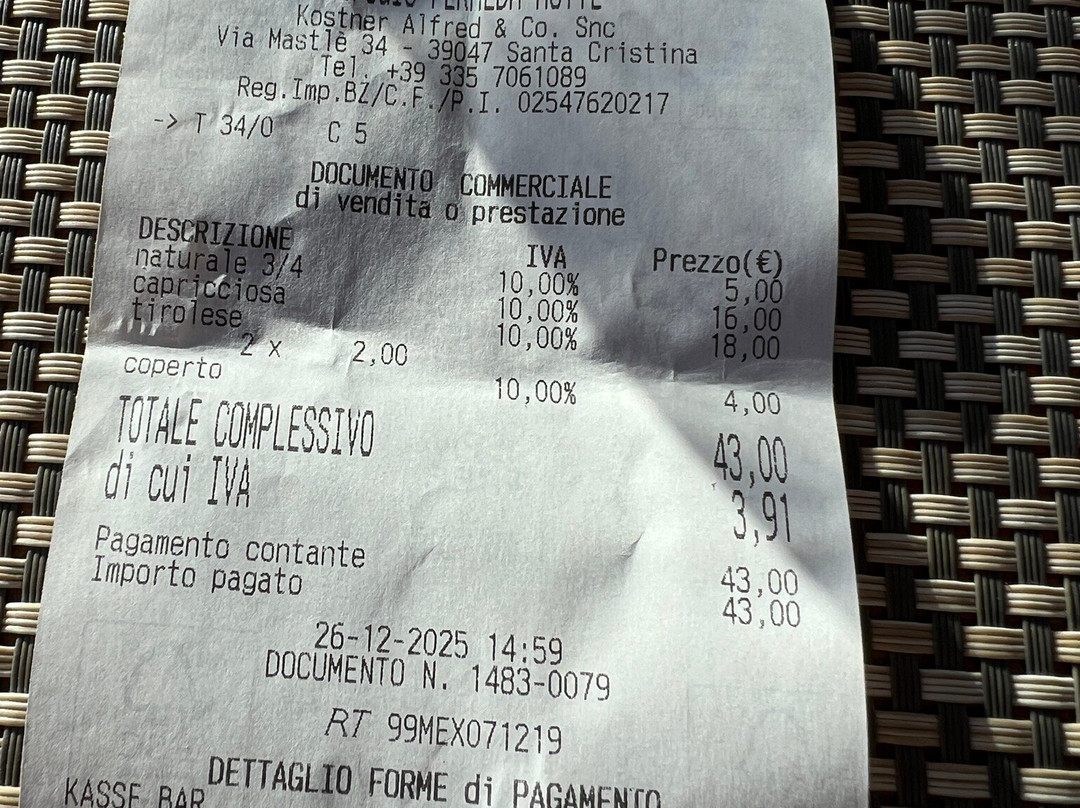 Kostner Alfred & Co. Snc
Via Mastlè 34 - 39047 Santa Cristina
Tel. +39 335 7061089
Reg.Imp.BZ/C.F./P.I. 02547620217
-> T 34/0 C 5
DOCUMENTO COMMERCIALE
di vendita o prestazione
DESCRIZIONE IVA Prezzo(€)
naturale 3/4 10,00% 5,00
capricciosa 10,00% 16,00
tirolese 10,00% 18,00
2 x 2,00
coperto 10,00% 4,00
TOTALE COMPLESSIVO 43,00
di cui IVA 3,91
Pagamento contante 43,00
Importo pagato 43,00
26-12-2025 14:59
DOCUMENTO N. 1483-0079
RT 99MEX071219
DETTAGLIO FORME di PAGAMENTO
KASSE BAR